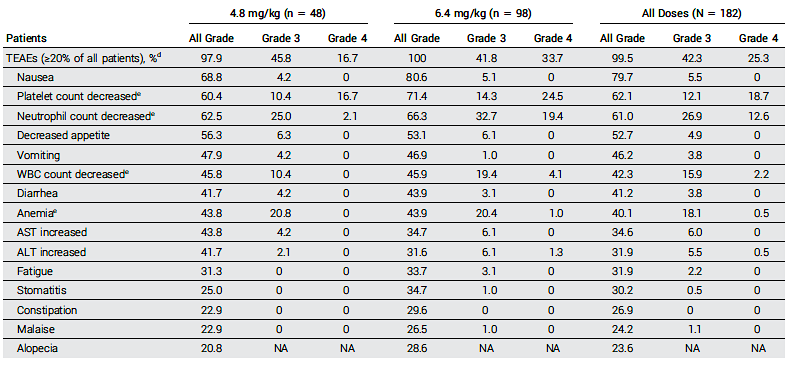 4.8 mg/kg (n = 48) 6.4 mg/kg (n = 98) All Doses (N = 182)
Patients All Grade Grade 3 Grade 4 All Grade Grade 3 Grade 4 All Grade Grade 3 Grade 4
TEAEs (≥20% of all patients), %d 97.9 45.8 16.7 100 41.8 33.7 99.5 42.3 25.3
Nausea 68.8 4.2 0 80.6 5.1 0 79.7 5.5 0
Platelet count decreasede 60.4 10.4 16.7 71.4 14.3 24.5 62.1 12.1 18.7
Neutrophil count decreasede 62.5 25.0 2.1 66.3 32.7 19.4 61.0 26.9 12.6
Decreased appetite 56.3 6.3 0 53.1 6.1 0 52.7 4.9 0
Vomiting 47.9 4.2 0 46.9 1.0 0 46.2 3.8 0
WBC count decreasede 45.8 10.4 0 45.9 19.4 4.1 42.3 15.9 2.2
Diarrhea 41.7 4.2 0 43.9 3.1 0 41.2 3.8 0
Anemiae 43.8 20.8 0 43.9 20.4 1.0 40.1 18.1 0.5
AST increased 43.8 4.2 0 34.7 6.1 0 34.6 6.0 0
ALT increased 41.7 2.1 0 31.6 6.1 1.3 31.9 5.5 0.5
Fatigue 31.3 0 0 33.7 3.1 0 31.9 2.2 0
Stomatitis 25.0 0 0 34.7 1.0 0 30.2 0.5 0
Constipation 22.9 0 0 29.6 0 0 26.9 0 0
Malaise 22.9 0 0 26.5 1.0 0 24.2 1.1 0
Alopecia 20.8 NA NA 28.6 NA NA 23.6 NA NA